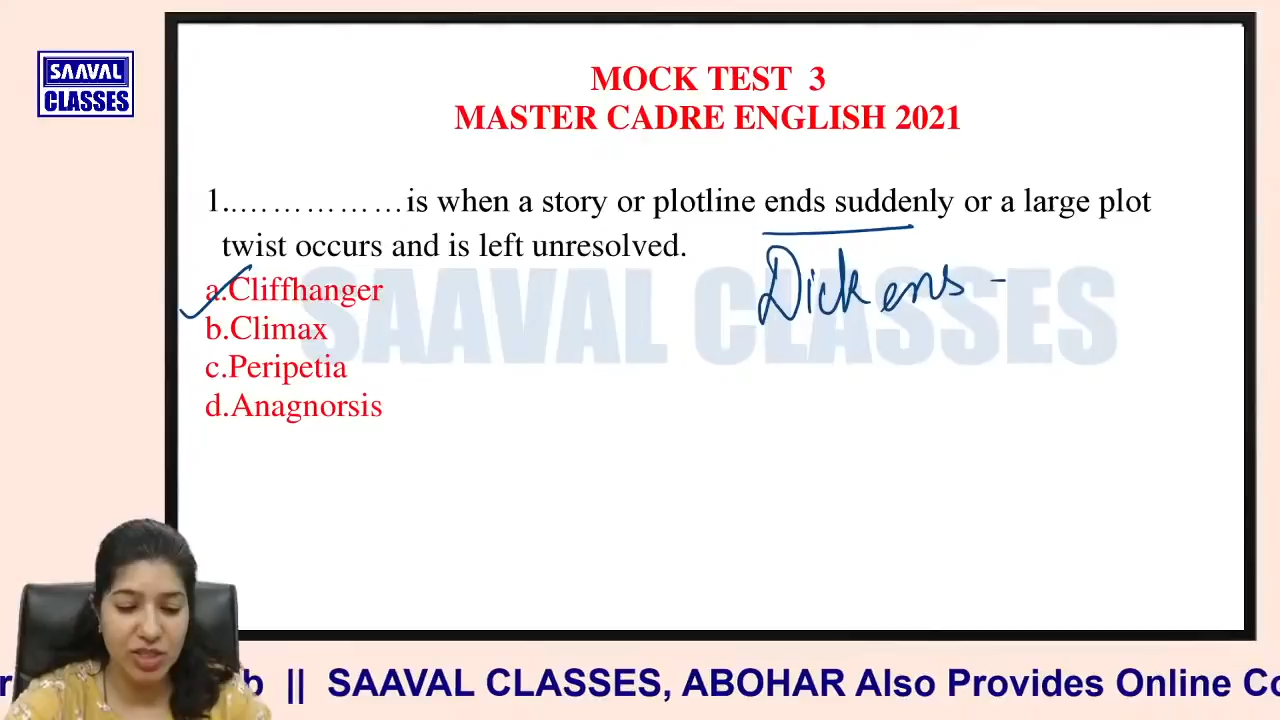 SAAVAL
CLASSES
MOCK TEST 3
MASTER CADRE ENGLISH 2021
1.……………is when a story or plotline ends suddenly or a large plot
twist occurs and is left unresolved.
Dickens -
a.Cliffhanger
b.Climax
c.Peripetia
d.Anagnorsis
SAAVAL CLASSES
b || SAAVAL CLASSES, ABOHAR Also Provides Online Co